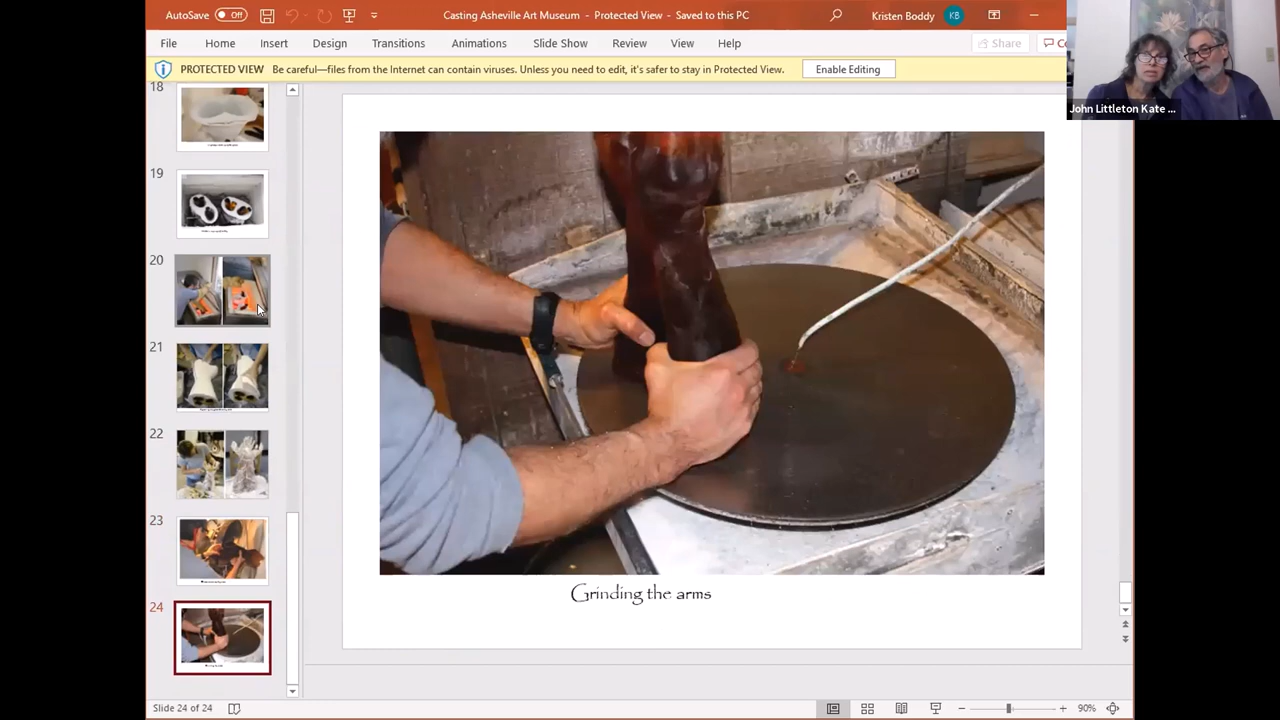 AutoSave Off
Casting Asheville Art Museum - Protected View - Saved to this PC
Kristen Boddy KB
File Home Insert Design Transitions Animations Slide Show Review View Help
Share
PROTECTED VIEW Be careful—files from the Internet can contain viruses. Unless you need to edit, it's safer to stay in Protected View.
Enable Editing
John Littleton Kate ...
18
19
20
21
22
23
24
Grinding the arms
Slide 24 of 24
90%